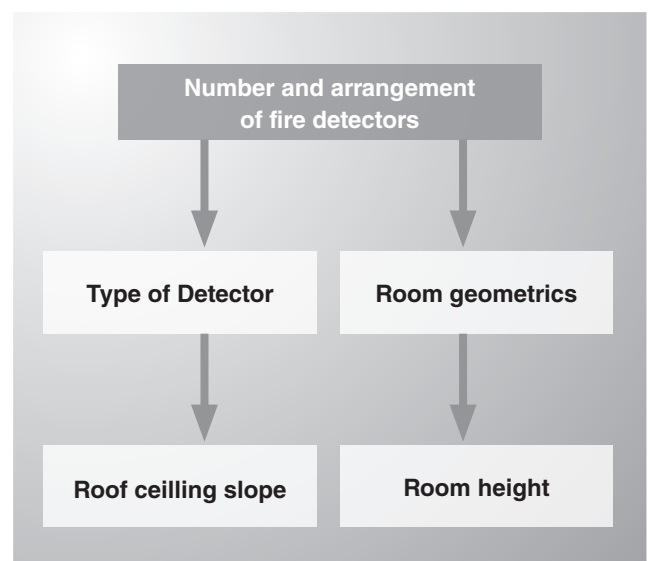 Number and arrangement
of fire detectors
Type of Detector
Room geometrics
Roof ceilling slope
Room height